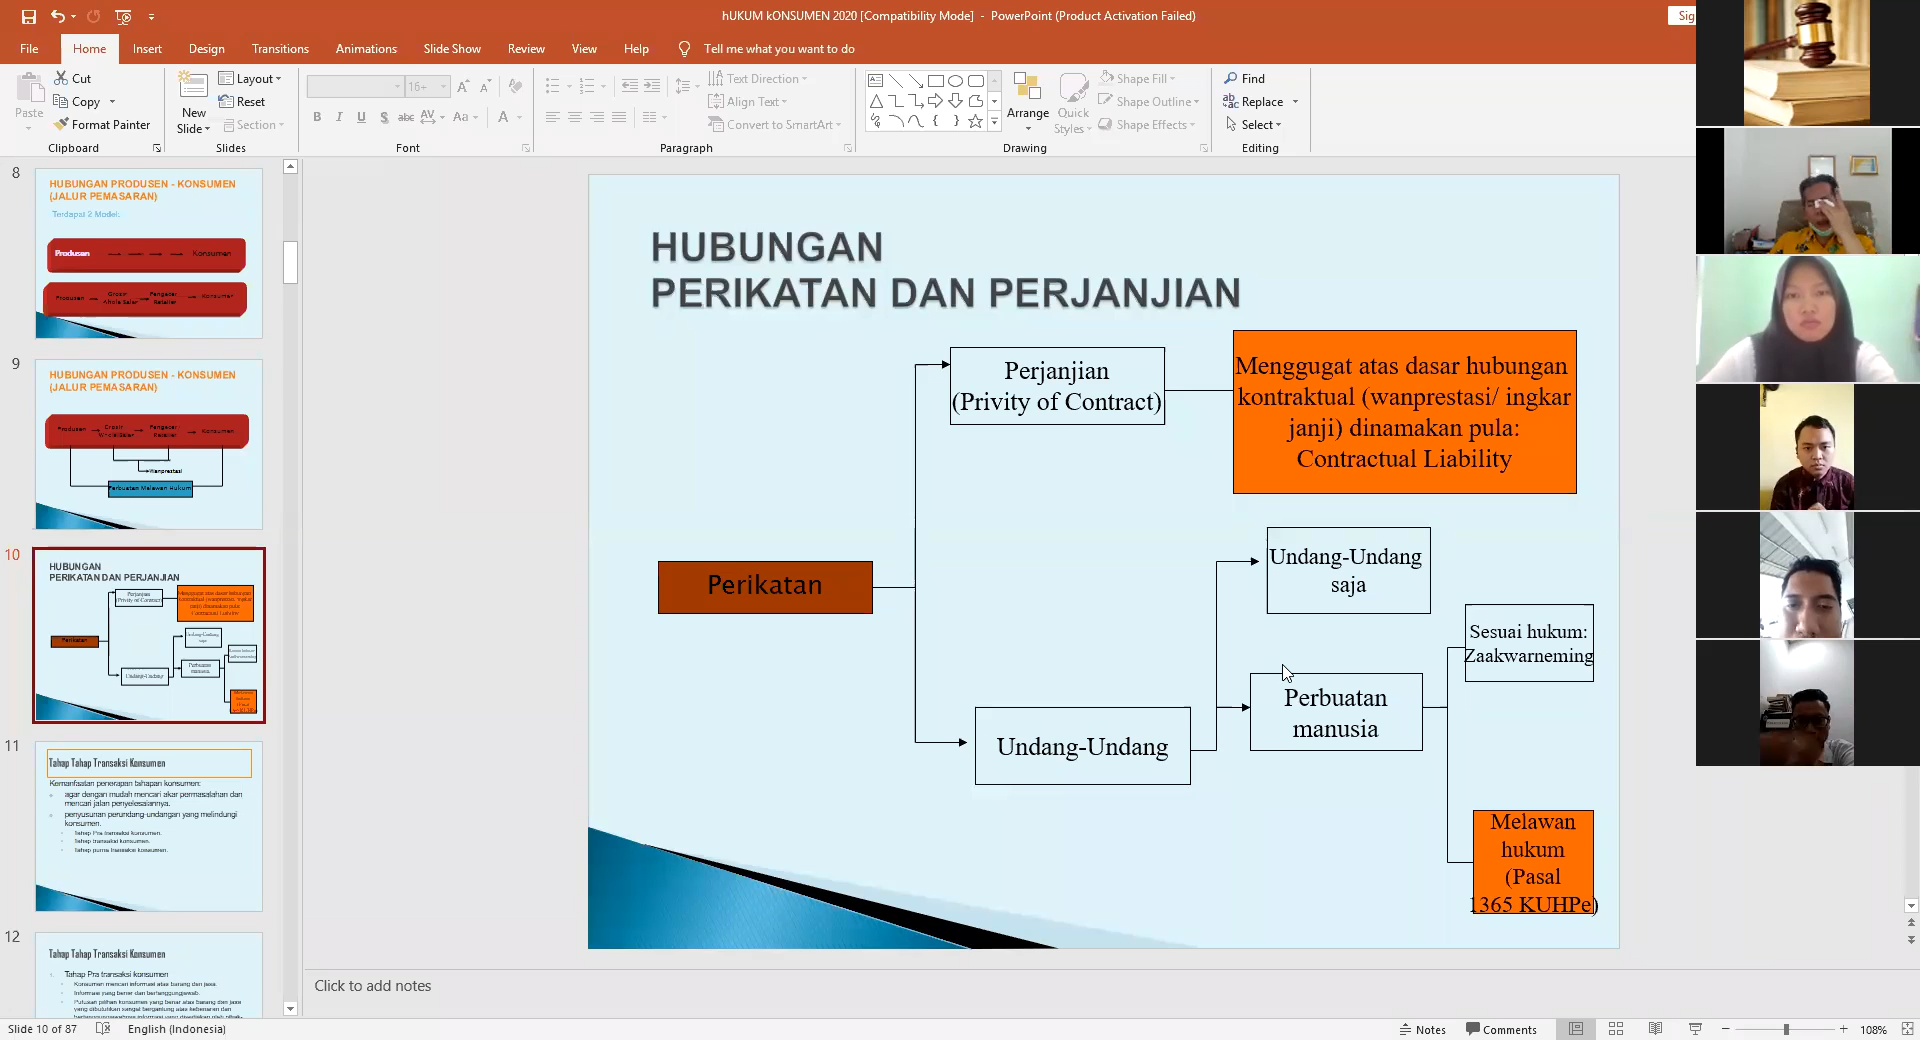 hUKUM kONSUMEN 2020 [Compatibility Mode] - PowerPoint (Product Activation Failed)
Sig
File
Home
Insert
Design
Transitions
Animations
Slide Show
Review
View
Help
Tell me what you want to do
Paste
Cut
Copy
Format Painter
Clipboard
New
Slide
Layout
Reset
Section
Slides
16+
Font
Text Direction
Align Text
Convert to SmartArt
Paragraph
Arrange
Quick
Styles
Shape Fill
Shape Outline
Shape Effects
Drawing
Find
Replace
Select
Editing
8
HUBUNGAN PRODUSEN - KONSUMEN
(JALUR PEMASARAN)
Terdapat 2 Model:
Produsen
Konsumen
Produsen
Grosir
Pengecer
Konsumen
9
HUBUNGAN PRODUSEN - KONSUMEN
(JALUR PEMASARAN)
Produsen
Grosir
Pengecer
Konsumen
Wanprestasi
Perbuatan Melawan Hukum
10
HUBUNGAN
PERIKATAN DAN PERJANJIAN
11
Tahap Tahap Transaksi Konsumen
Kemanfaatan penerapan tahapan konsumen:
agar dengan mudah mencari akar permasalahan dan
mencari jalan penyelesaiannya.
penyusunan perundang-undangan yang melindungi
konsumen.
Tahap Pra transaksi konsumen.
Tahap transaksi konsumen.
Tahap purna transaksi konsumen.
12
Tahap Tahap Transaksi Konsumen
Tahap Pra transaksi konsumen
Konsumen mencari informasi atas barang dan jasa.
Informasi yang benar dan bertanggungjawab.
Putusan pilihan konsumen yang benar atas barang dan jasa
yang dibutuhkan sangat bergantung atas kebenaran dan
HUBUNGAN
PERIKATAN DAN PERJANJIAN
Perjanjian
(Privity of Contract)
Menggugat atas dasar hubungan
kontraktual (wanprestasi/ ingkar
janji) dinamakan pula:
Contractual Liability
Perikatan
Undang-Undang
saja
Sesuai hukum:
Zaakwarneming
Perbuatan
manusia
Undang-Undang
Melawan
hukum
(Pasal
1365 KUHPe)
Click to add notes
Slide 10 of 87
English (Indonesia)
Notes
Comments
108%